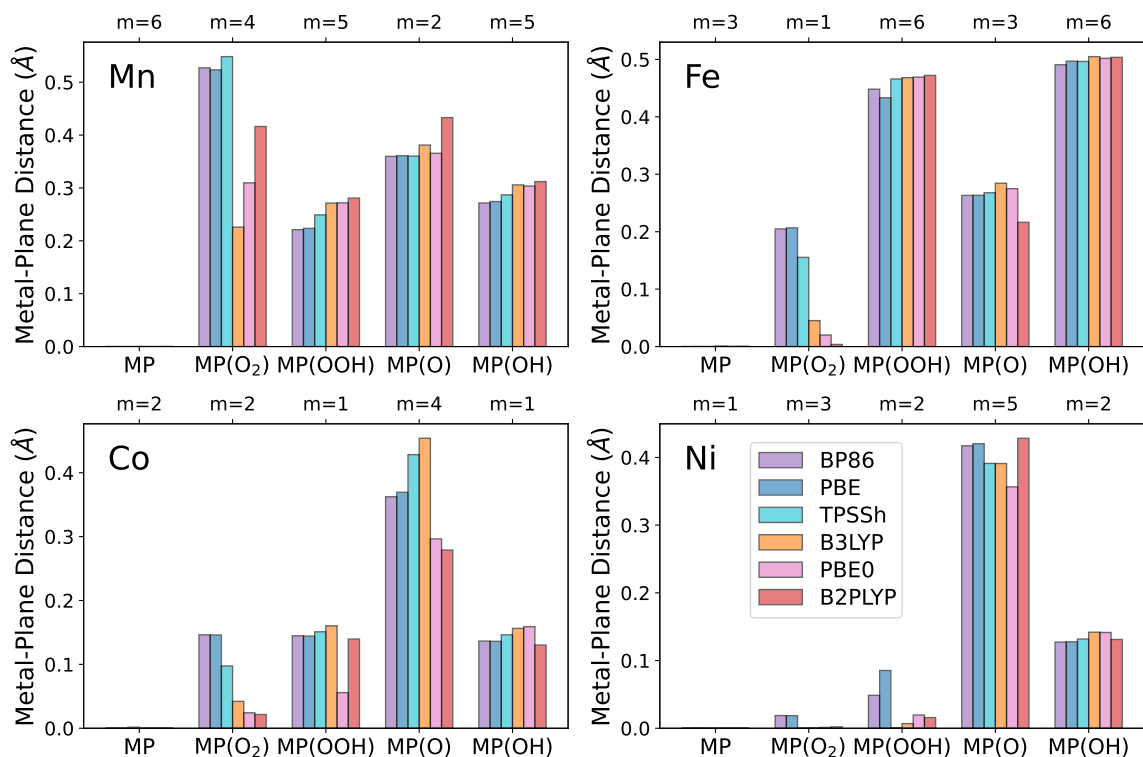 m=6 m=4 m=5 m=2 m=5
Mn
Metal-Plane Distance (Å)
0.5
0.4
0.3
0.2
0.1
0.0
MP MP(O₂) MP(OOH) MP(O) MP(OH)
m=3 m=1 m=6 m=3 m=6
Fe
Metal-Plane Distance (Å)
0.5
0.4
0.3
0.2
0.1
0.0
MP MP(O₂) MP(OOH) MP(O) MP(OH)
m=2 m=2 m=1 m=4 m=1
Co
Metal-Plane Distance (Å)
0.4
0.3
0.2
0.1
0.0
MP MP(O₂) MP(OOH) MP(O) MP(OH)
m=1 m=3 m=2 m=5 m=2
Ni
Metal-Plane Distance (Å)
0.4
0.3
0.2
0.1
0.0
BP86
PBE
TPSSh
B3LYP
PBE0
B2PLYP
MP MP(O₂) MP(OOH) MP(O) MP(OH)